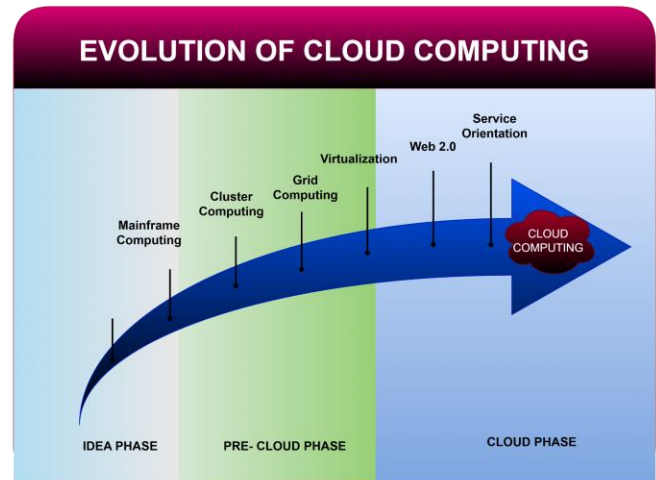 EVOLUTION OF CLOUD COMPUTING
Mainframe
Computing
Cluster
Computing
Grid
Computing
Virtualization
Web 2.0
Service
Orientation
CLOUD
COMPUTING
IDEA PHASE
PRE- CLOUD PHASE
CLOUD PHASE